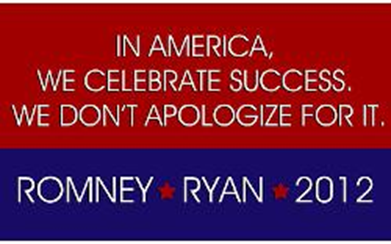 IN AMERICA,
WE CELEBRATE SUCCESS.
WE DON'T APOLOGIZE FOR IT.
ROMNEY★RYAN★2012